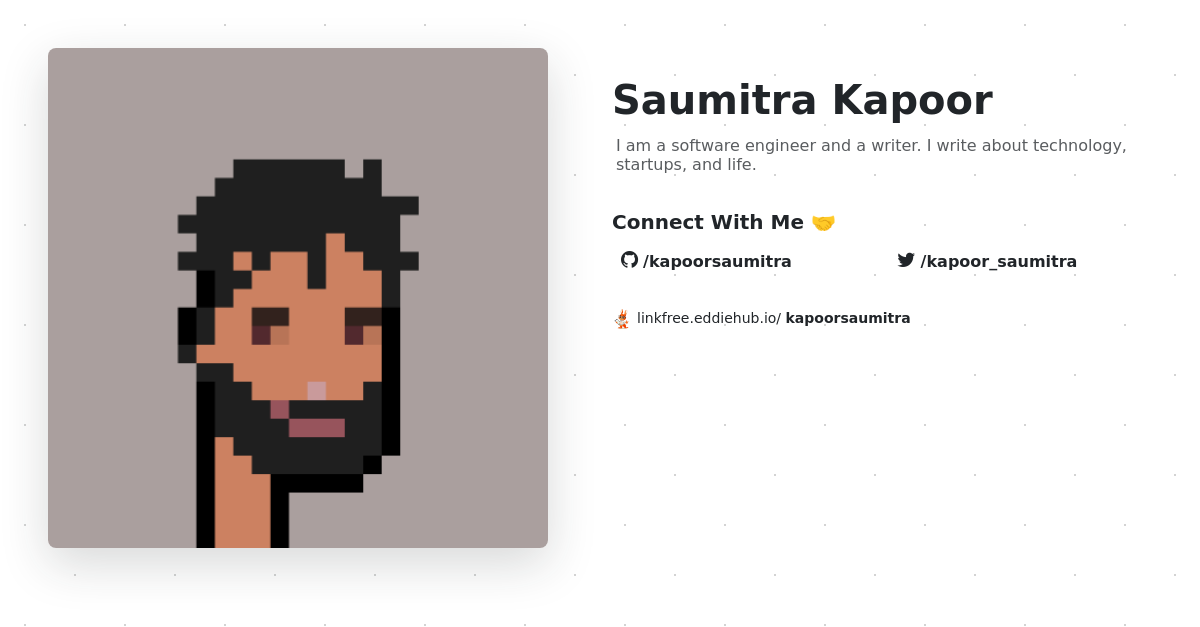 Saumitra Kapoor
I am a software engineer and a writer. I write about technology,
startups, and life.
Connect With Me 🤝
/kapoorsaumitra
/kapoor_saumitra
linkfree.eddiehub.io/ kapoorsaumitra